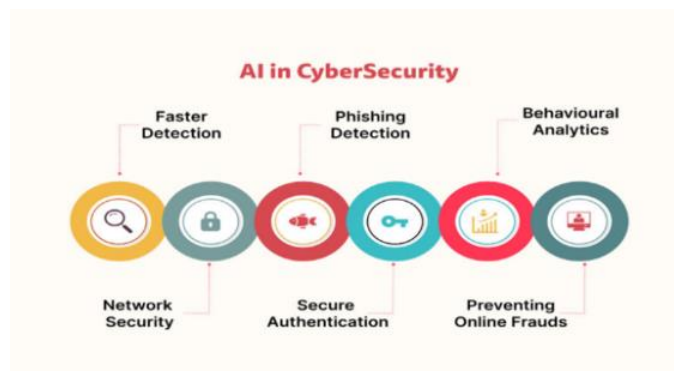 AI in CyberSecurity
Faster
Detection
Phishing
Detection
Behavioural
Analytics
Network
Security
Secure
Authentication
Preventing
Online Frauds